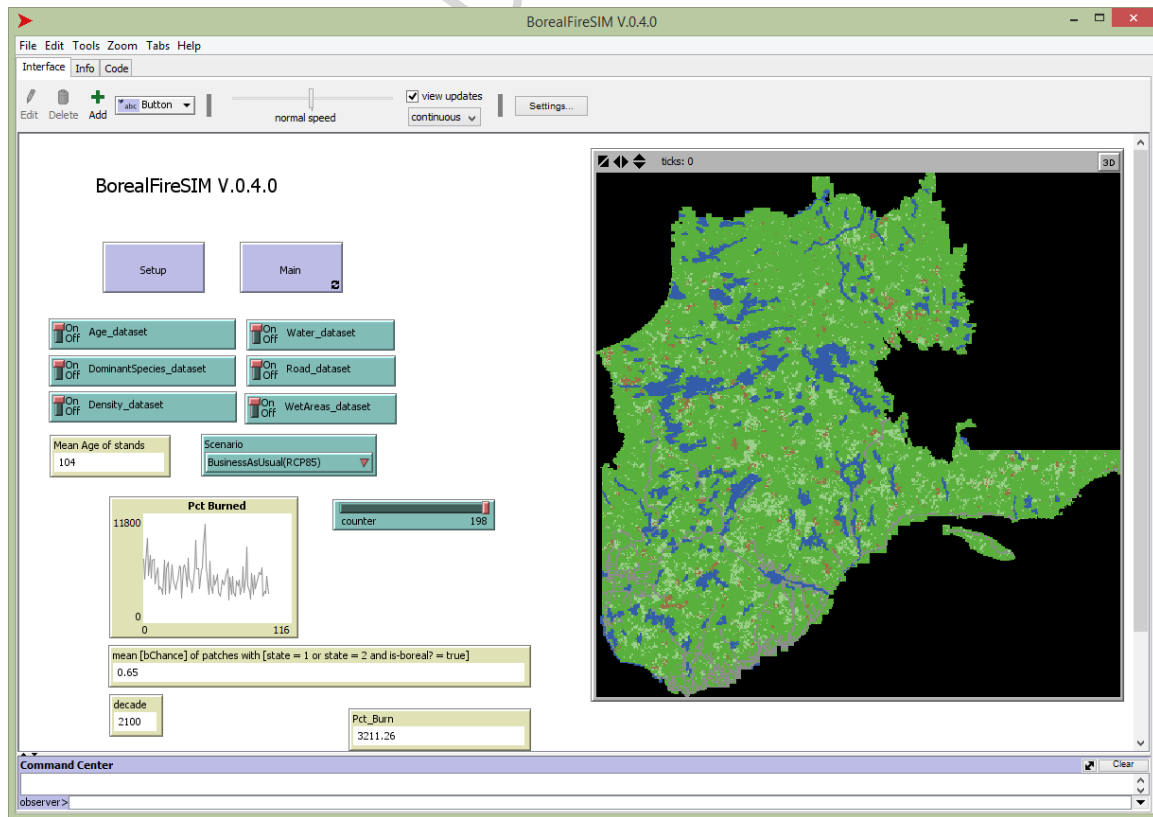 BorealFireSIM V.0.4.0
File Edit Tools Zoom Tabs Help
Interface Info Code
Edit Delete Add abc Button normal speed view updates continuous Settings...
ticks: 0 3D
BorealFireSIM V.0.4.0
Setup Main
On Off Age_dataset On Off Water_dataset
On Off DominantSpecies_dataset On Off Road_dataset
On Off Density_dataset On Off WetAreas_dataset
Mean Age of stands
104
Scenario
BusinessAsUsual(RCP85)
Pct Burned
11800
0
0 116
counter 198
mean [bChance] of patches with [state = 1 or state = 2 and is-boreal? = true]
0.65
decade
2100
Pct_Burn
3211.26
Command Center Clear
observer>